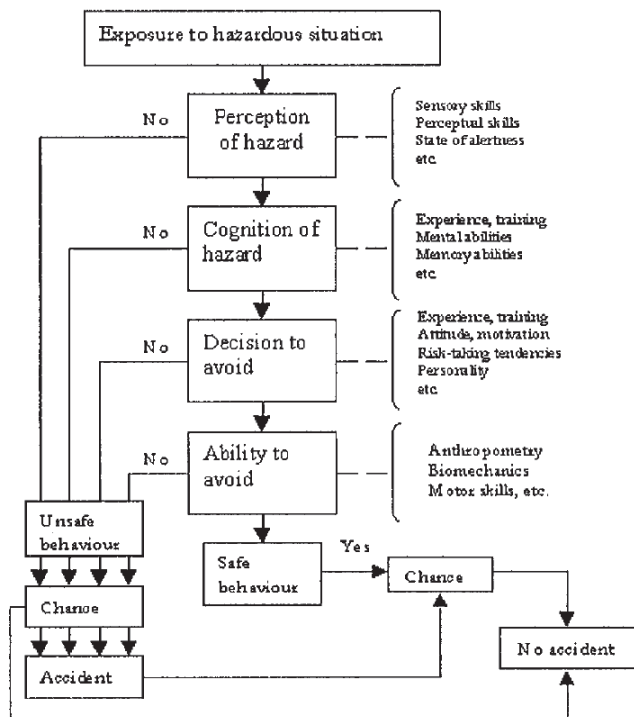 Exposure to hazardous situation
No
Perception
of hazard
Sensory skills
Perceptual skills
State of alertness
etc.
No
Cognition of
hazard
Experience, training
Mental abilities
Memory abilities
etc.
No
Decision to
avoid
Experience, training
Attitude, motivation
Risk-taking tendencies
Personality
etc.
No
Ability to
avoid
Anthropometry
Biomechanics
Motor skills, etc.
Unsafe
behaviour
Safe
behaviour
Yes
Chance
Chance
No accident
Accident